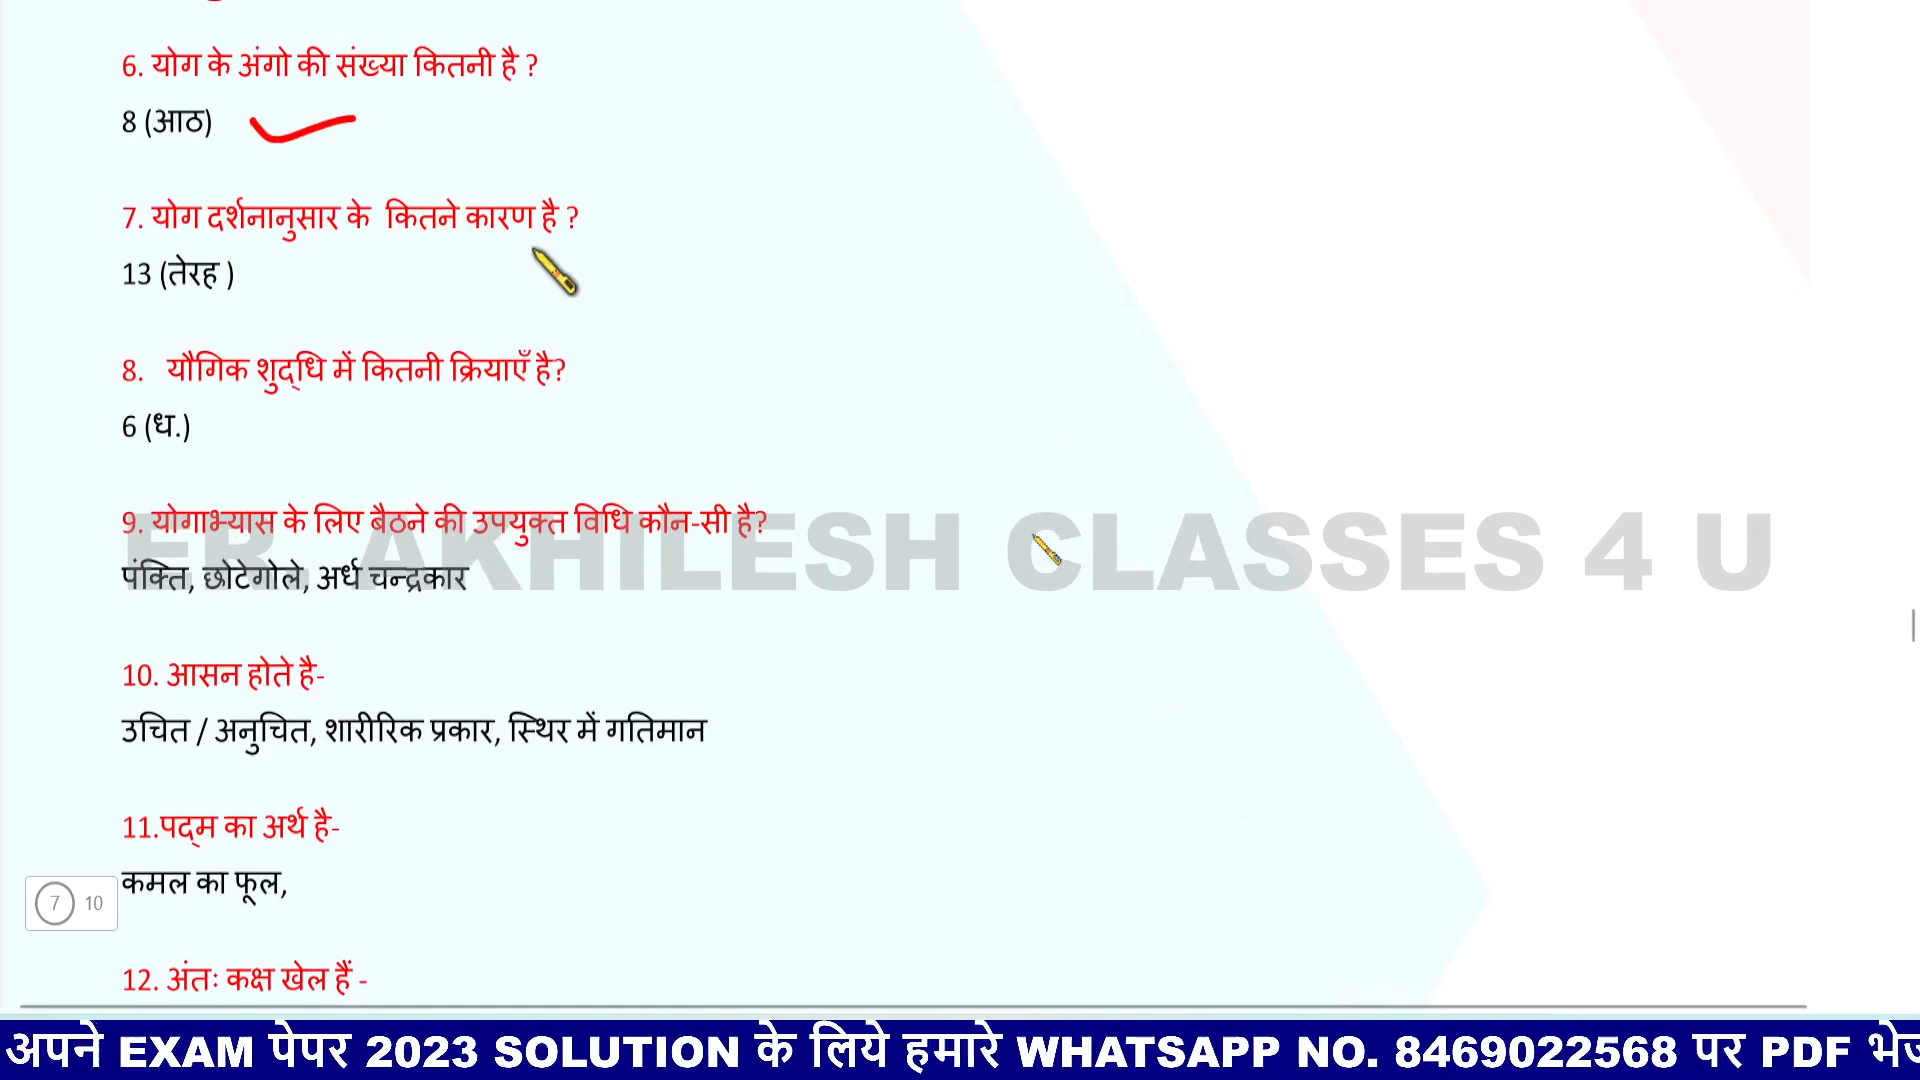 6. योग के अंगो की संख्या कितनी है ?
8 (आठ)
7. योग दर्शनानुसार के कितने कारण है ?
13 (तेरह )
8. यौगिक शुद्धि में कितनी क्रियाएँ है?
6 (ध.)
9. योगाभ्यास के लिए बैठने की उपयुक्त विधि कौन-सी है?
पंक्ति, छोटेगोले, अर्ध चन्द्रकार
ER. AKHILESH CLASSES 4 U
10. आसन होते है-
उचित / अनुचित, शारीरिक प्रकार, स्थिर में गतिमान
11.पद्म का अर्थ है-
कमल का फूल,
7 10
12. अंतः कक्ष खेल हैं -
अपने EXAM पेपर 2023 SOLUTION के लिये हमारे WHATSAPP NO. 8469022568 पर PDF